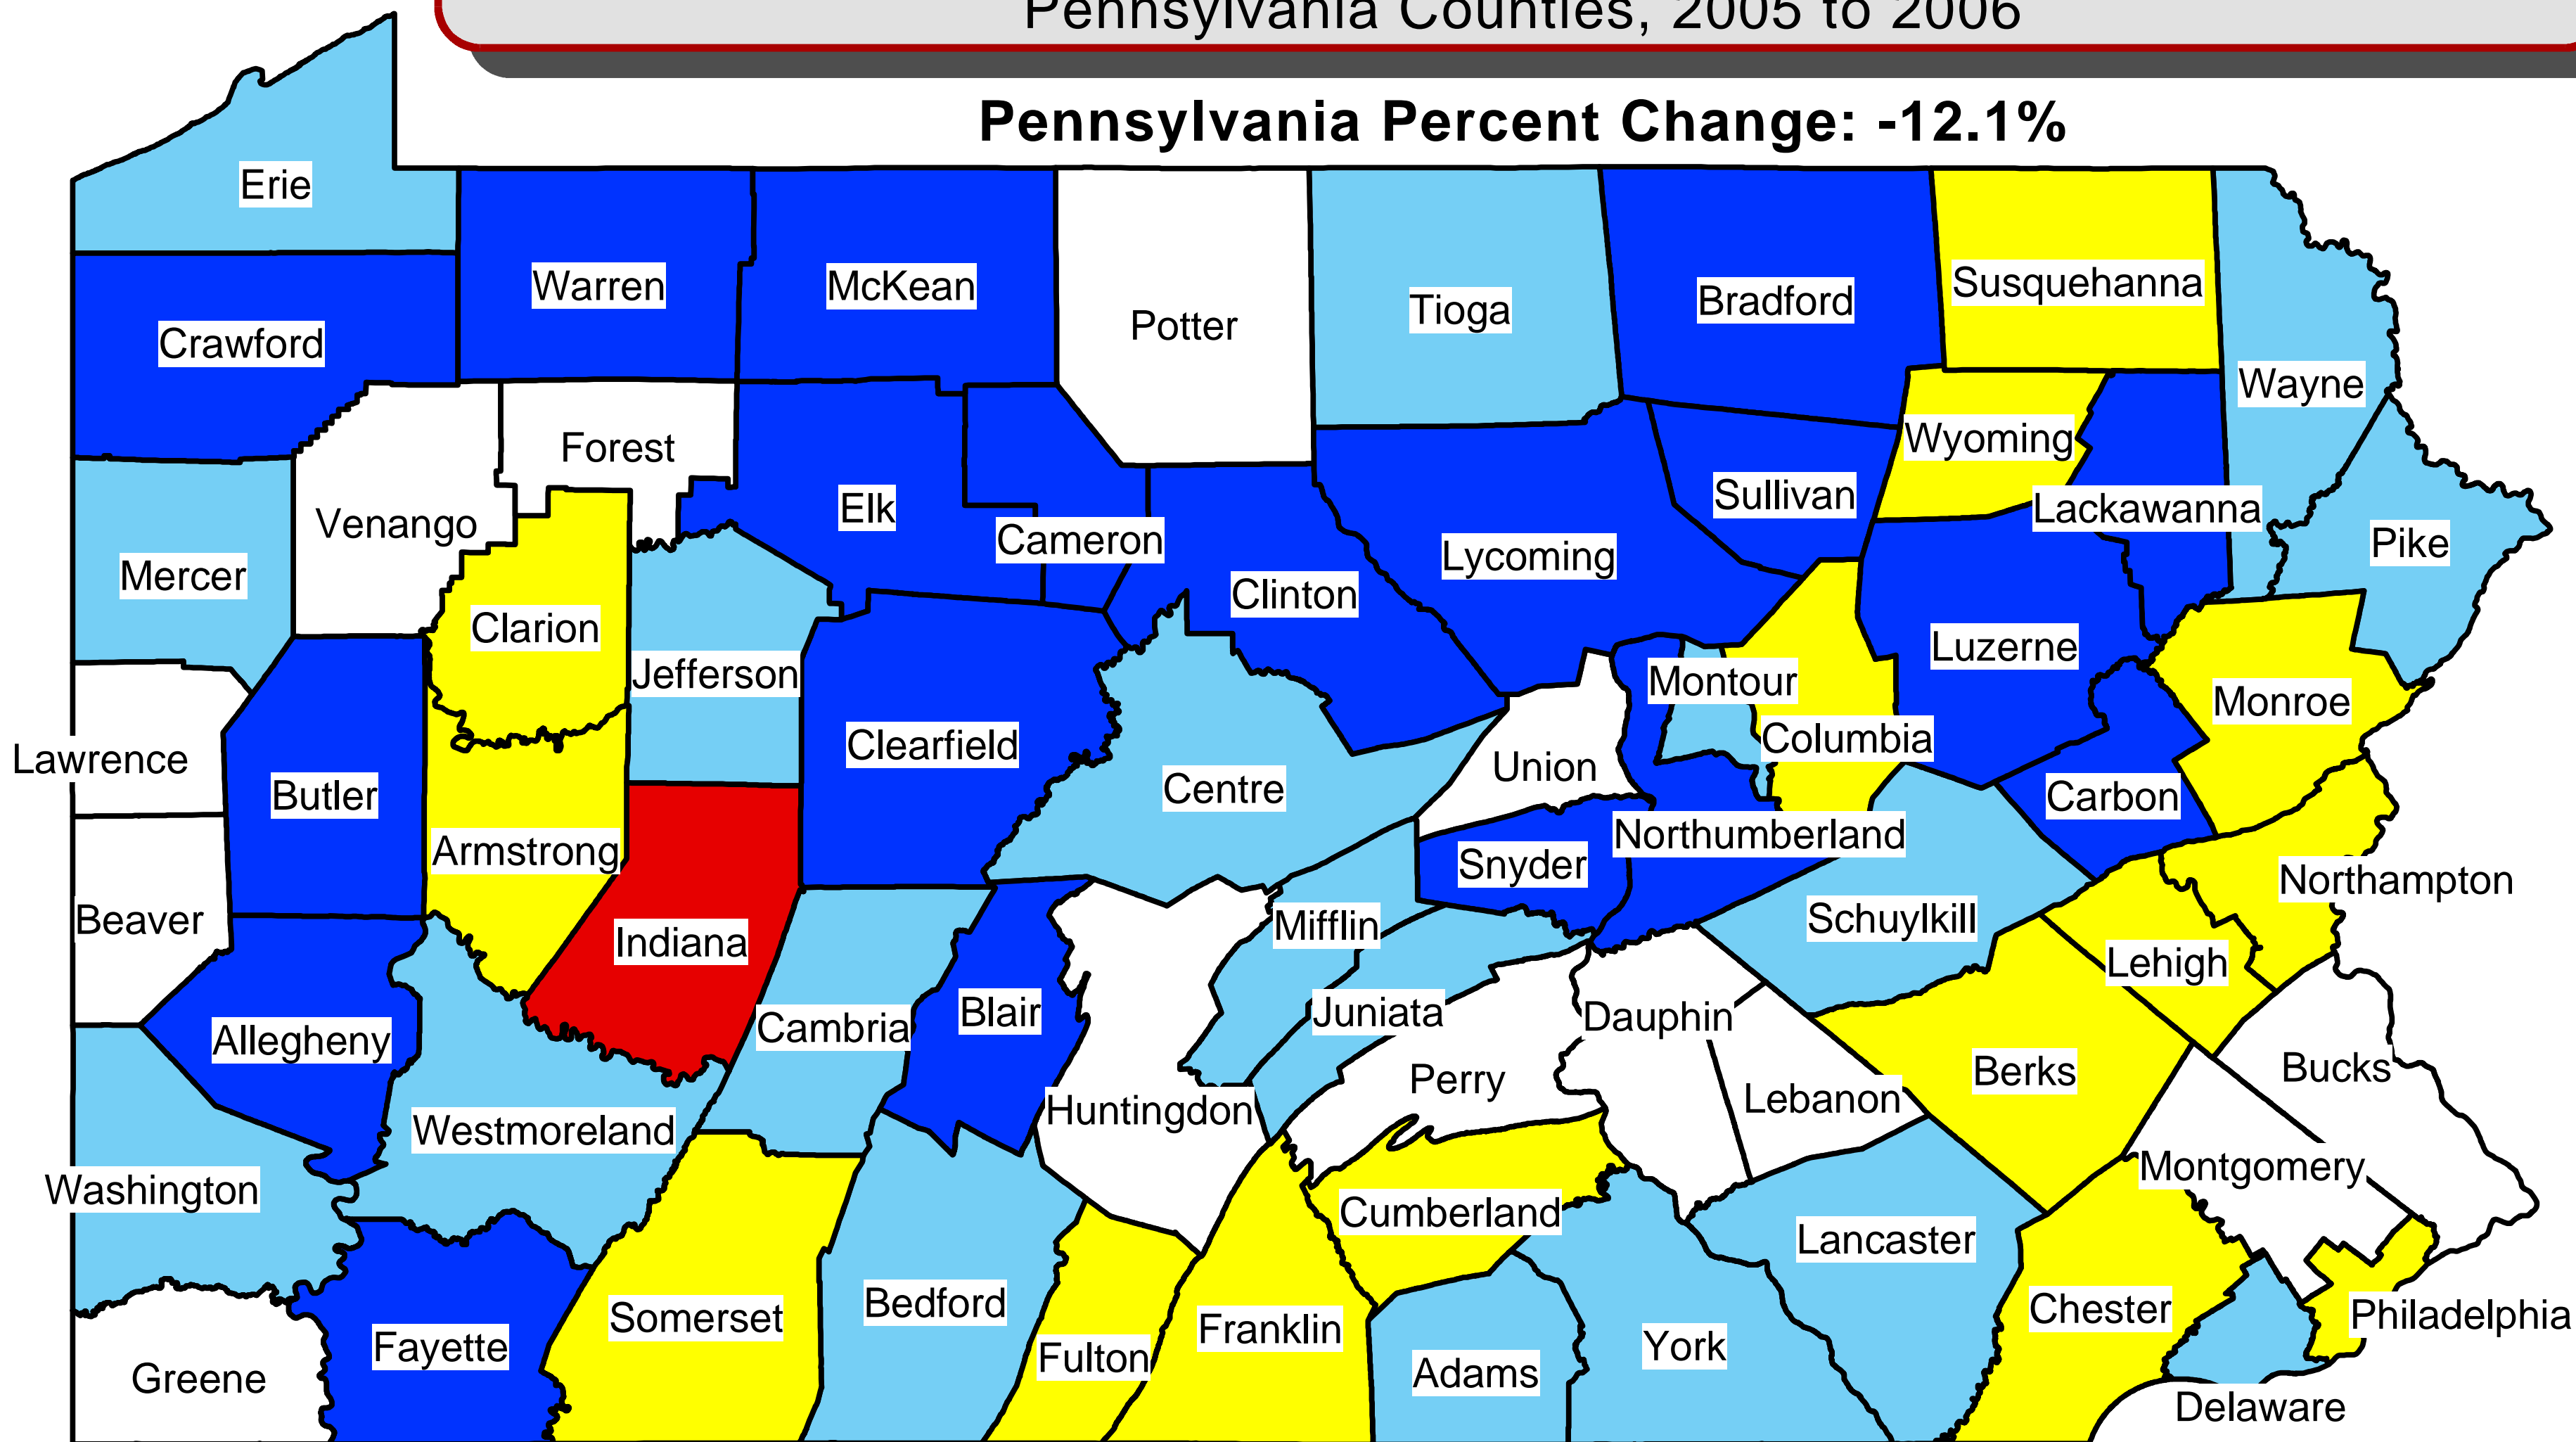 Pennsylvania Counties, 2005 to 2006
Pennsylvania Percent Change: -12.1%
Erie
Warren
McKean
Potter
Tioga
Bradford
Susquehanna
Wayne
Crawford
Forest
Venango
Elk
Cameron
Clinton
Lycoming
Sullivan
Wyoming
Lackawanna
Pike
Mercer
Clarion
Jefferson
Clearfield
Centre
Union
Montour
Columbia
Luzerne
Monroe
Lawrence
Butler
Armstrong
Indiana
Snyder
Northumberland
Carbon
Northampton
Beaver
Allegheny
Cambria
Blair
Mifflin
Juniata
Schuylkill
Lehigh
Dauphin
Perry
Lebanon
Berks
Bucks
Westmoreland
Huntingdon
Washington
Cumberland
Lancaster
Montgomery
Greene
Fayette
Somerset
Bedford
Fulton
Franklin
Adams
York
Chester
Philadelphia
Delaware